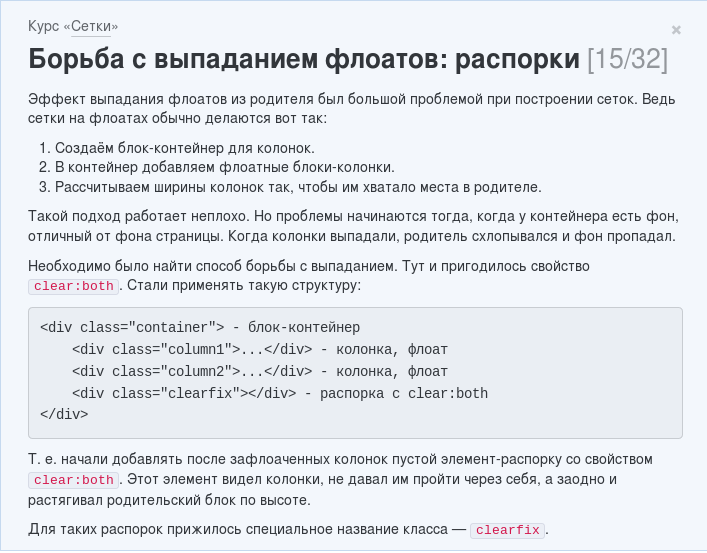 Курс «Сетки»
×
Борьба с выпадением флоатов: распорки [15/32]
Эффект выпадания флоатов из родителя был большой проблемой при построении сеток. Ведь
сетки на флоатах обычно делаются вот так:
1. Создаём блок-контейнер для колонок.
2. В контейнер добавляем флоатные блоки-колонки.
3. Рассчитываем ширины колонок так, чтобы им хватало места в родителе.
Такой подход работает неплохо. Но проблемы начинаются тогда, когда у контейнера есть фон,
отличный от фона страницы. Когда колонки выпадали, родитель схлопывался и фон пропадал.
Необходимо было найти способ борьбы с выпаданием. Тут и пригодилось свойство
clear:both. Стали применять такую структуру:
<div class="container"> - блок-контейнер
<div class="column1">...</div> - колонка, флоат
<div class="column2">...</div> - колонка, флоат
<div class="clearfix"></div> - распорка с clear:both
</div>
Т. е. начали добавлять после зафлоаченных колонок пустой элемент-распорку со свойством
clear:both. Этот элемент видел колонки, не давал им пройти через себя, а заодно и
растягивал родительский блок по высоте.
Для таких распорок прижилось специальное название класса — clearfix.